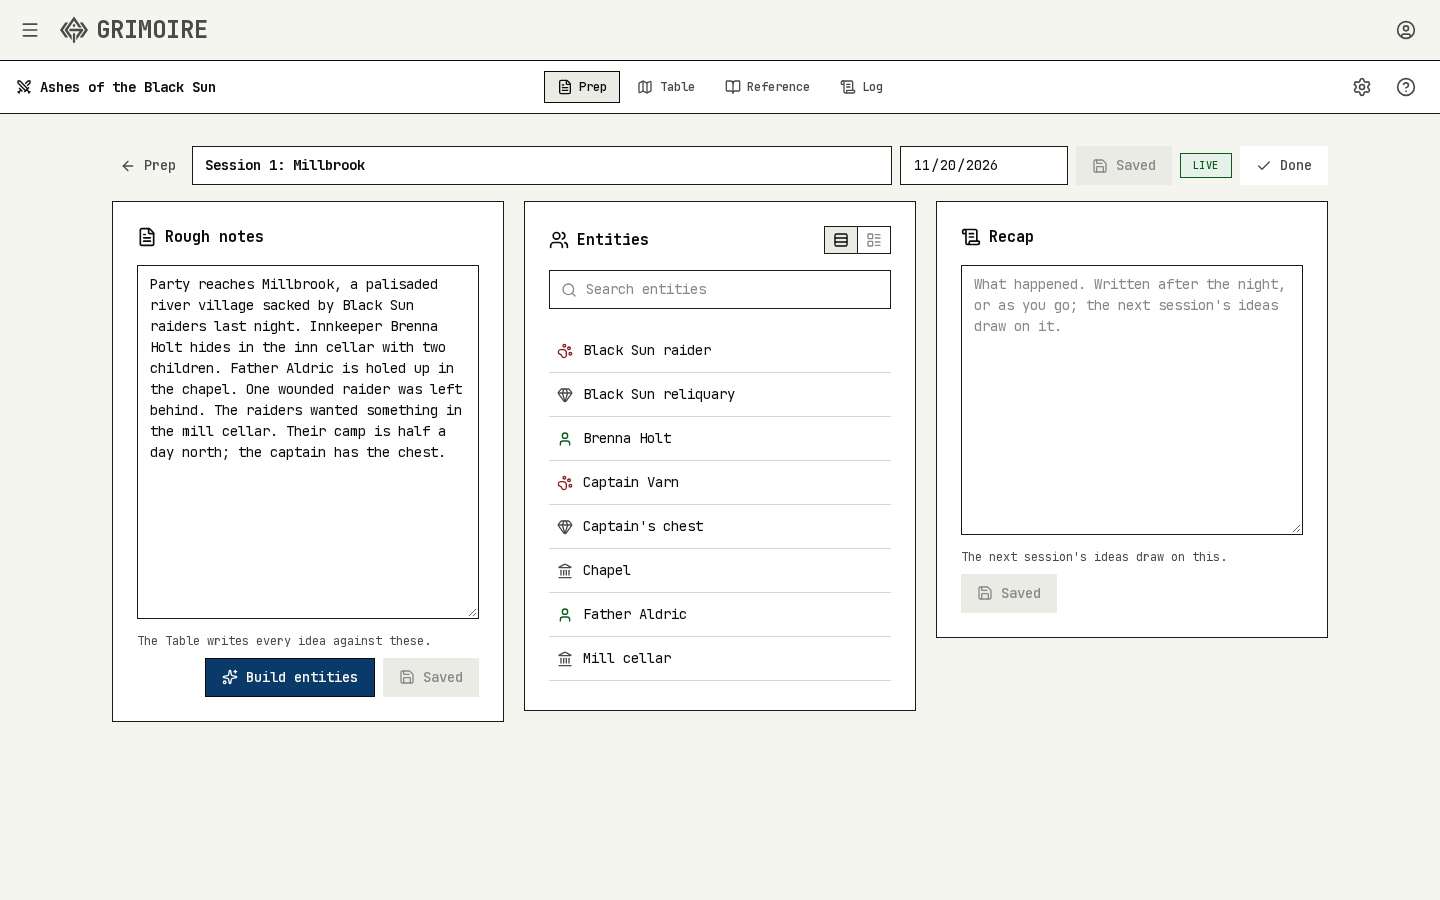 GRIMOIRE
Ashes of the Black Sun
Prep
Table
Reference
Log
Prep
Session 1: Millbrook
11/20/2026
Saved
LIVE
Done
Rough notes
Party reaches Millbrook, a palisaded
river village sacked by Black Sun
raiders last night. Innkeeper Brenna
Holt hides in the inn cellar with two
children. Father Aldric is holed up in
the chapel. One wounded raider was left
behind. The raiders wanted something in
the mill cellar. Their camp is half a
day north; the captain has the chest.
The Table writes every idea against these.
Build entities
Saved
Entities
Search entities
Black Sun raider
Black Sun reliquary
Brenna Holt
Captain Varn
Captain's chest
Chapel
Father Aldric
Mill cellar
Recap
What happened. Written after the night,
or as you go; the next session's ideas
draw on it.
The next session's ideas draw on this.
Saved